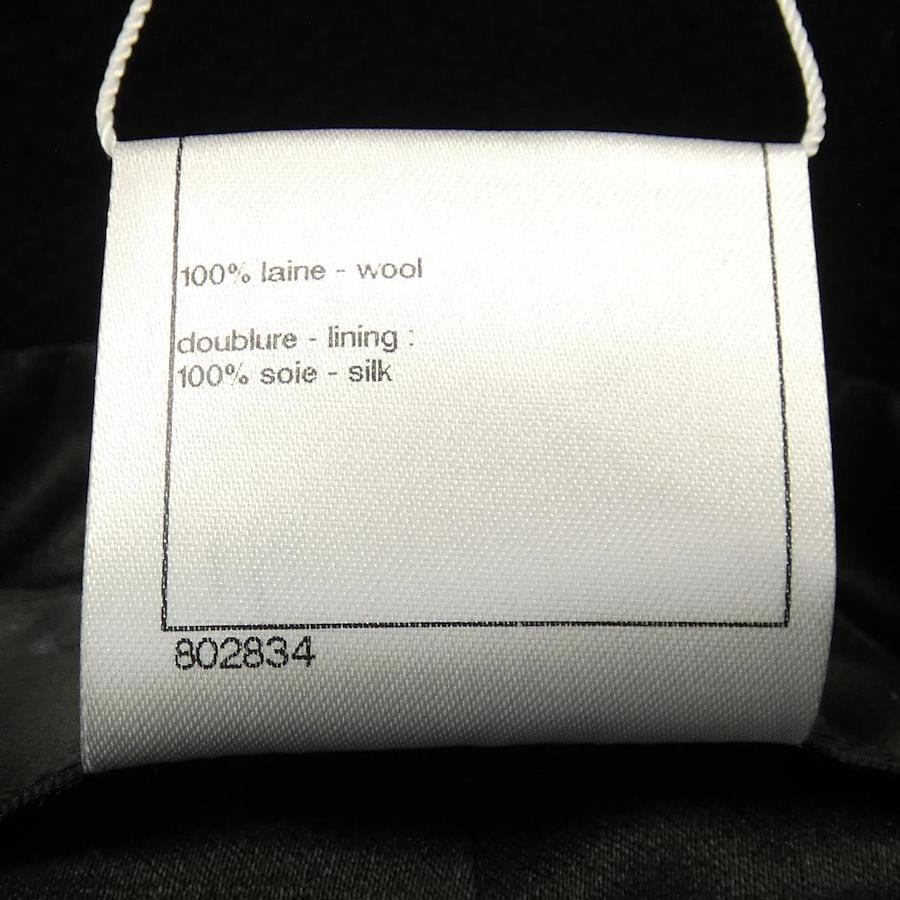 100% laine - wool
doublure - lining :
100% soie - silk
802834